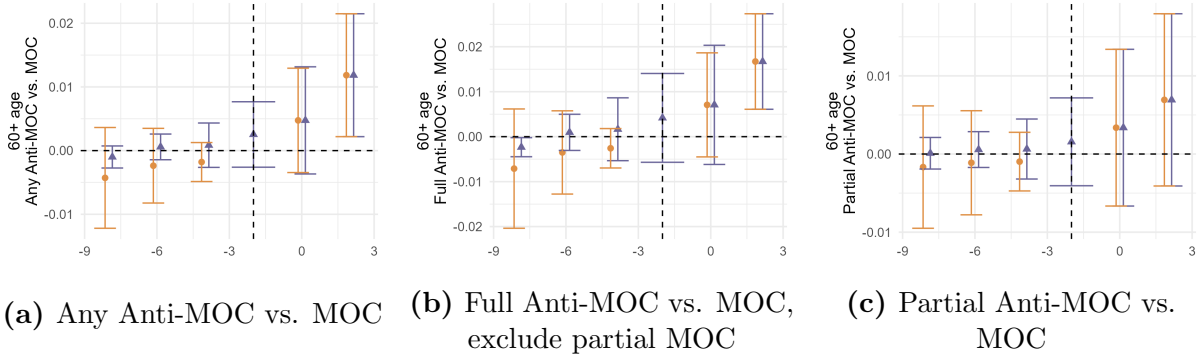 60+ age
Any Anti-MOC vs. MOC
0.02
0.01
0.00
-0.01
-9
-6
-3
0
3
60+ age
Full Anti-MOC vs. MOC
0.02
0.01
0.00
-0.01
-0.02
-9
-6
-3
0
3
60+ age
Partial Anti-MOC vs. MOC
0.01
0.00
-0.01
-9
-6
-3
0
3
(a) Any Anti-MOC vs. MOC
(b) Full Anti-MOC vs. MOC,
exclude partial MOC
(c) Partial Anti-MOC vs.
MOC